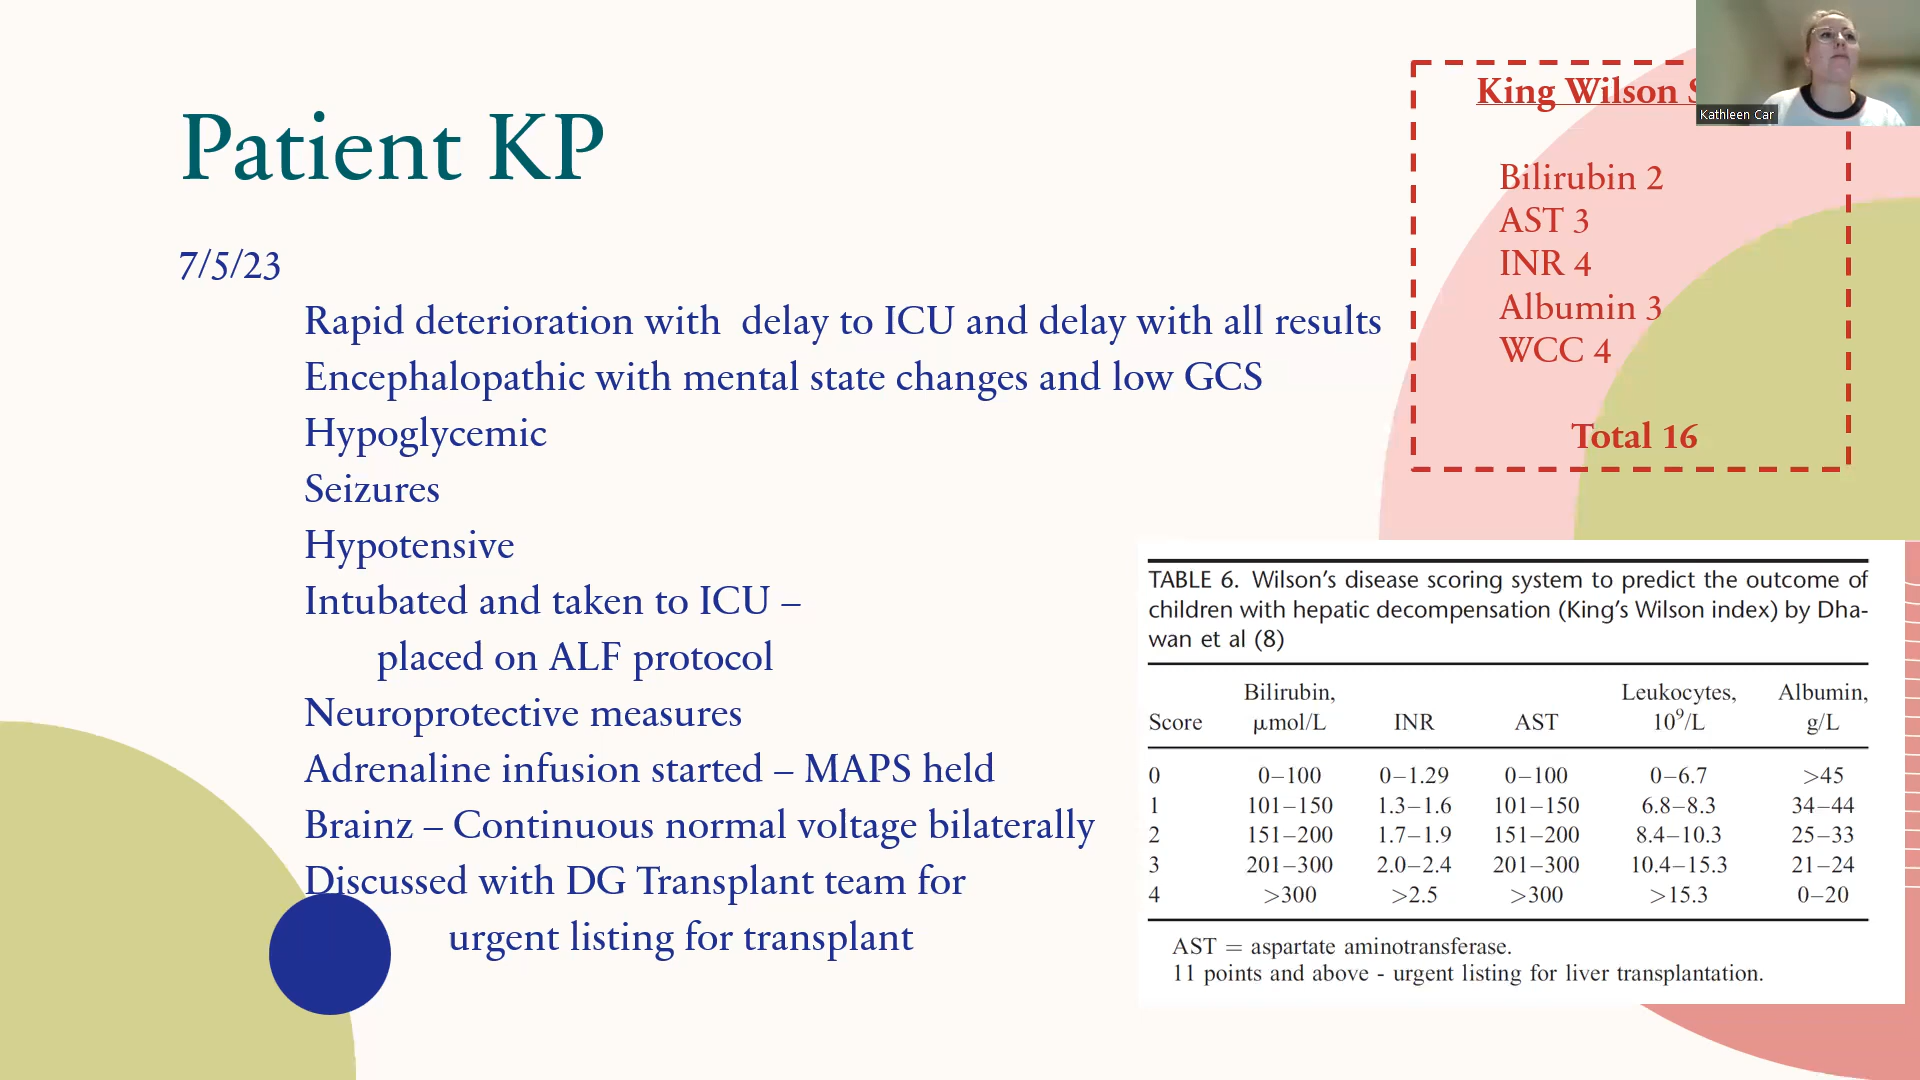 Patient KP
7/5/23
Rapid deterioration with delay to ICU and delay with all results
Encephalopathic with mental state changes and low GCS
Hypoglycemic
Seizures
Hypotensive
Intubated and taken to ICU –
placed on ALF protocol
Neuroprotective measures
Adrenaline infusion started – MAPS held
Brainz – Continuous normal voltage bilaterally
Discussed with DG Transplant team for
urgent listing for transplant
King Wilson
Bilirubin 2
AST 3
INR 4
Albumin 3
WCC 4
Total 16
Kathleen Car
TABLE 6. Wilson’s disease scoring system to predict the outcome of
children with hepatic decompensation (King’s Wilson index) by Dha-
wan et al (8)
Bilirubin, Leukocytes, Albumin,
Score μmol/L INR AST 10⁹/L g/L
0 0–100 0–1.29 0–100 0–6.7 >45
1 101–150 1.3–1.6 101–150 6.8–8.3 34–44
2 151–200 1.7–1.9 151–200 8.4–10.3 25–33
3 201–300 2.0–2.4 201–300 10.4–15.3 21–24
4 >300 >2.5 >300 >15.3 0–20
AST = aspartate aminotransferase.
11 points and above - urgent listing for liver transplantation.